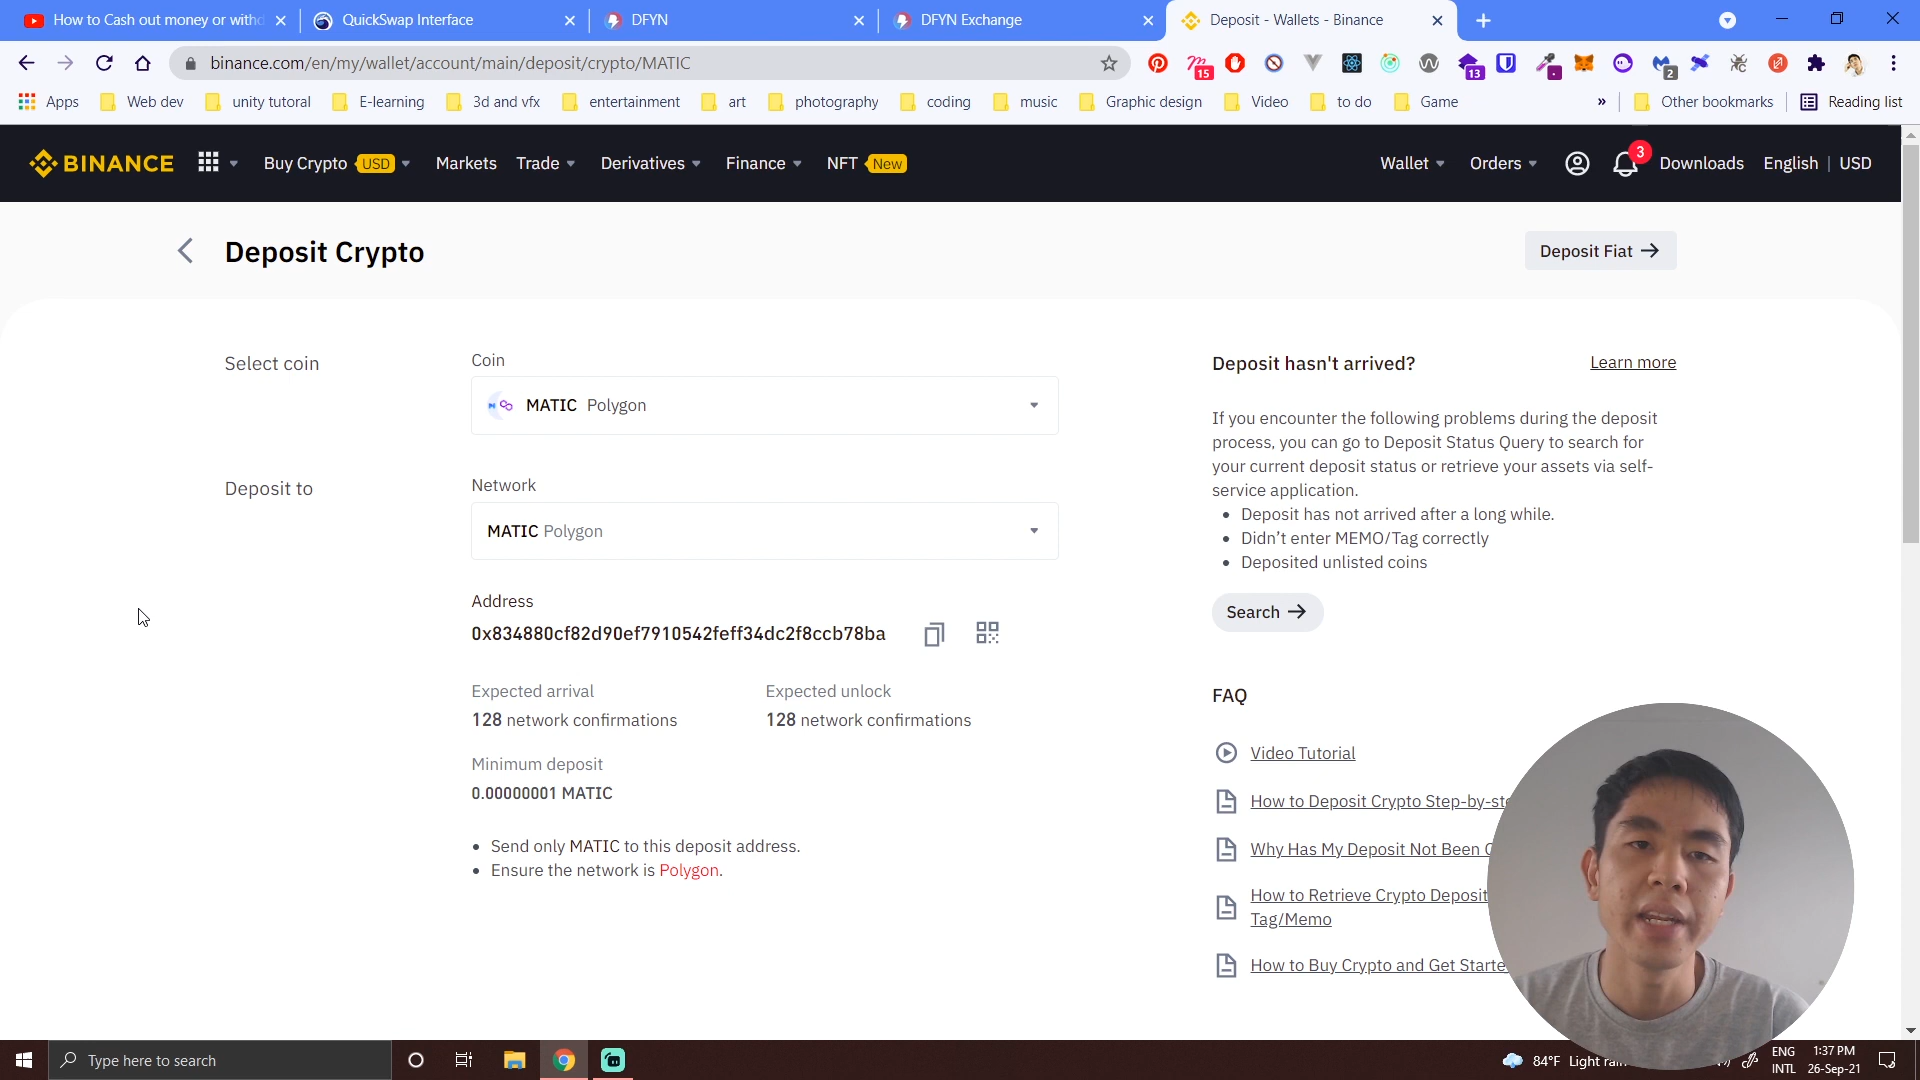 How to Cash out money or withd
QuickSwap Interface
DFYN
DFYN Exchange
Deposit - Wallets - Binance
binance.com/en/my/wallet/account/main/deposit/crypto/MATIC
15
13
2
Apps
Web dev
unity tutorial
E-learning
3d and vfx
entertainment
art
photography
coding
music
Graphic design
Video
to do
Game
»
Other bookmarks
Reading list
BINANCE
Buy Crypto USD
Markets
Trade
Derivatives
Finance
NFT New
Wallet
Orders
3
Downloads
English | USD
Deposit Crypto
Deposit Fiat →
Select coin
Coin
MATIC Polygon
Deposit to
Network
MATIC Polygon
Address
0x834880cf82d90ef7910542feff34dc2f8ccb78ba
Expected arrival
128 network confirmations
Expected unlock
128 network confirmations
Minimum deposit
0.00000001 MATIC
• Send only MATIC to this deposit address.
• Ensure the network is Polygon.
Deposit hasn't arrived?
Learn more
If you encounter the following problems during the deposit
process, you can go to Deposit Status Query to search for
your current deposit status or retrieve your assets via self-
service application.
• Deposit has not arrived after a long while.
• Didn't enter MEMO/Tag correctly
• Deposited unlisted coins
Search →
FAQ
Video Tutorial
How to Deposit Crypto Step-by-ste
Why Has My Deposit Not Been
How to Retrieve Crypto Deposit
Tag/Memo
How to Buy Crypto and Get Starte
Type here to search
84°F Light rain
ENG
INTL
1:37 PM
26-Sep-21